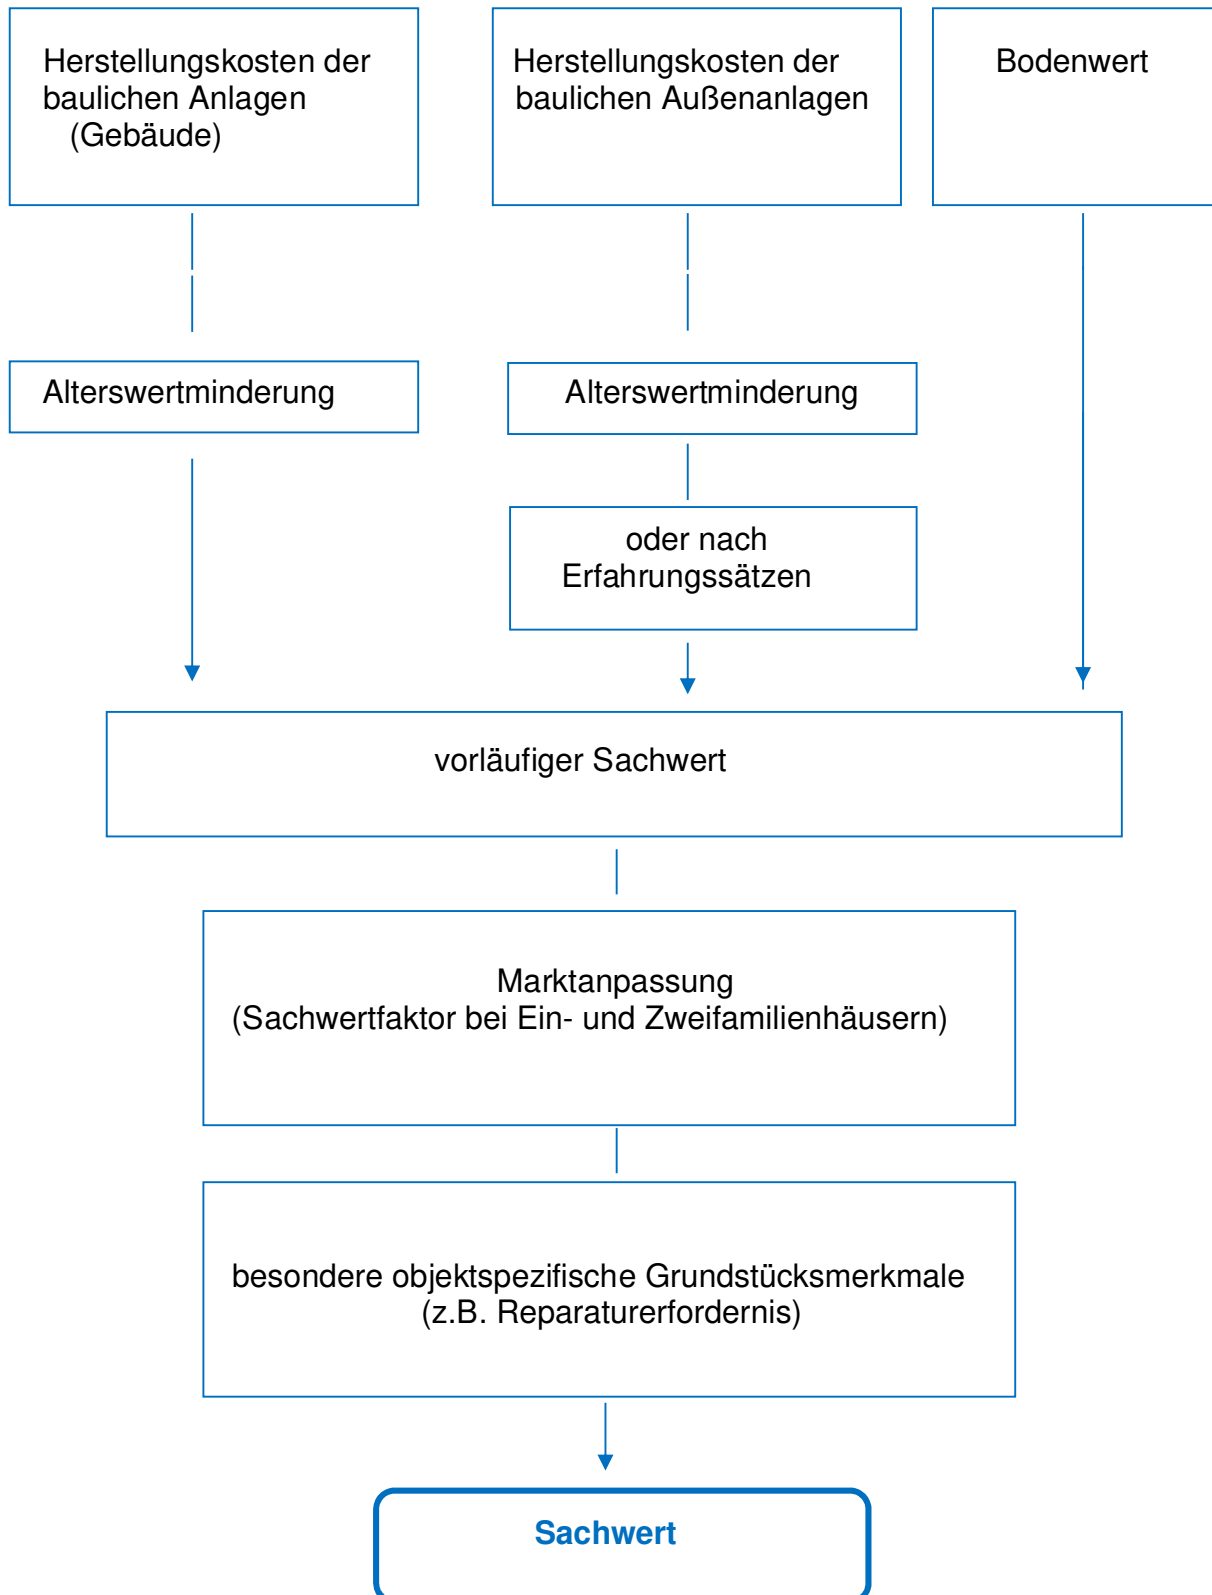 Herstellungskosten der
baulichen Anlagen
(Gebäude)
Herstellungskosten der
baulichen Außenanlagen
Bodenwert
Alterswertminderung
Alterswertminderung
oder nach
Erfahrungssätzen
vorläufiger Sachwert
Marktanpassung
(Sachwertfaktor bei Ein- und Zweifamilienhäusern)
besondere objektspezifische Grundstücksmerkmale
(z.B. Reparaturerfordernis)
Sachwert